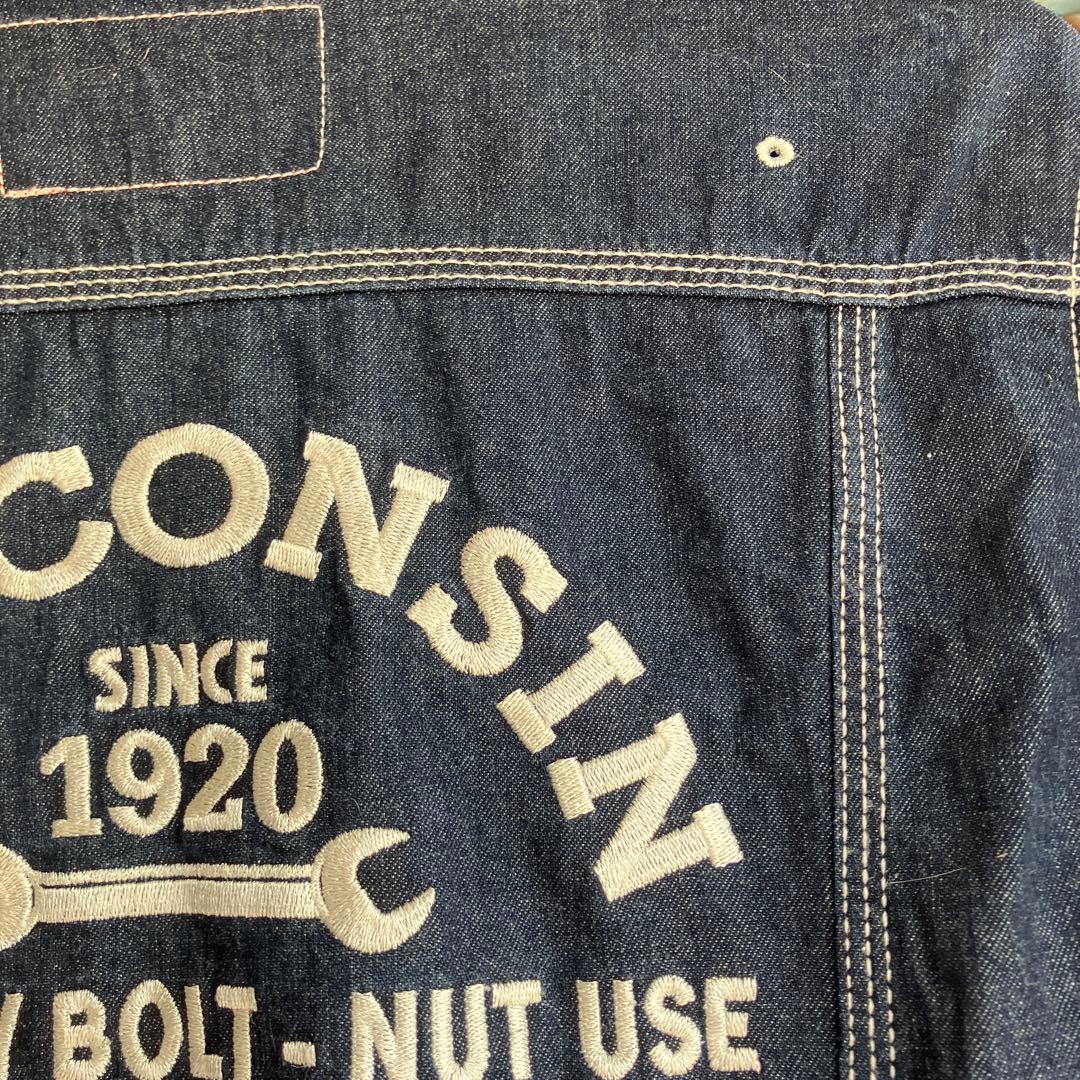 CONSIN
SINCE
1920
Y BOLT - NUT USE